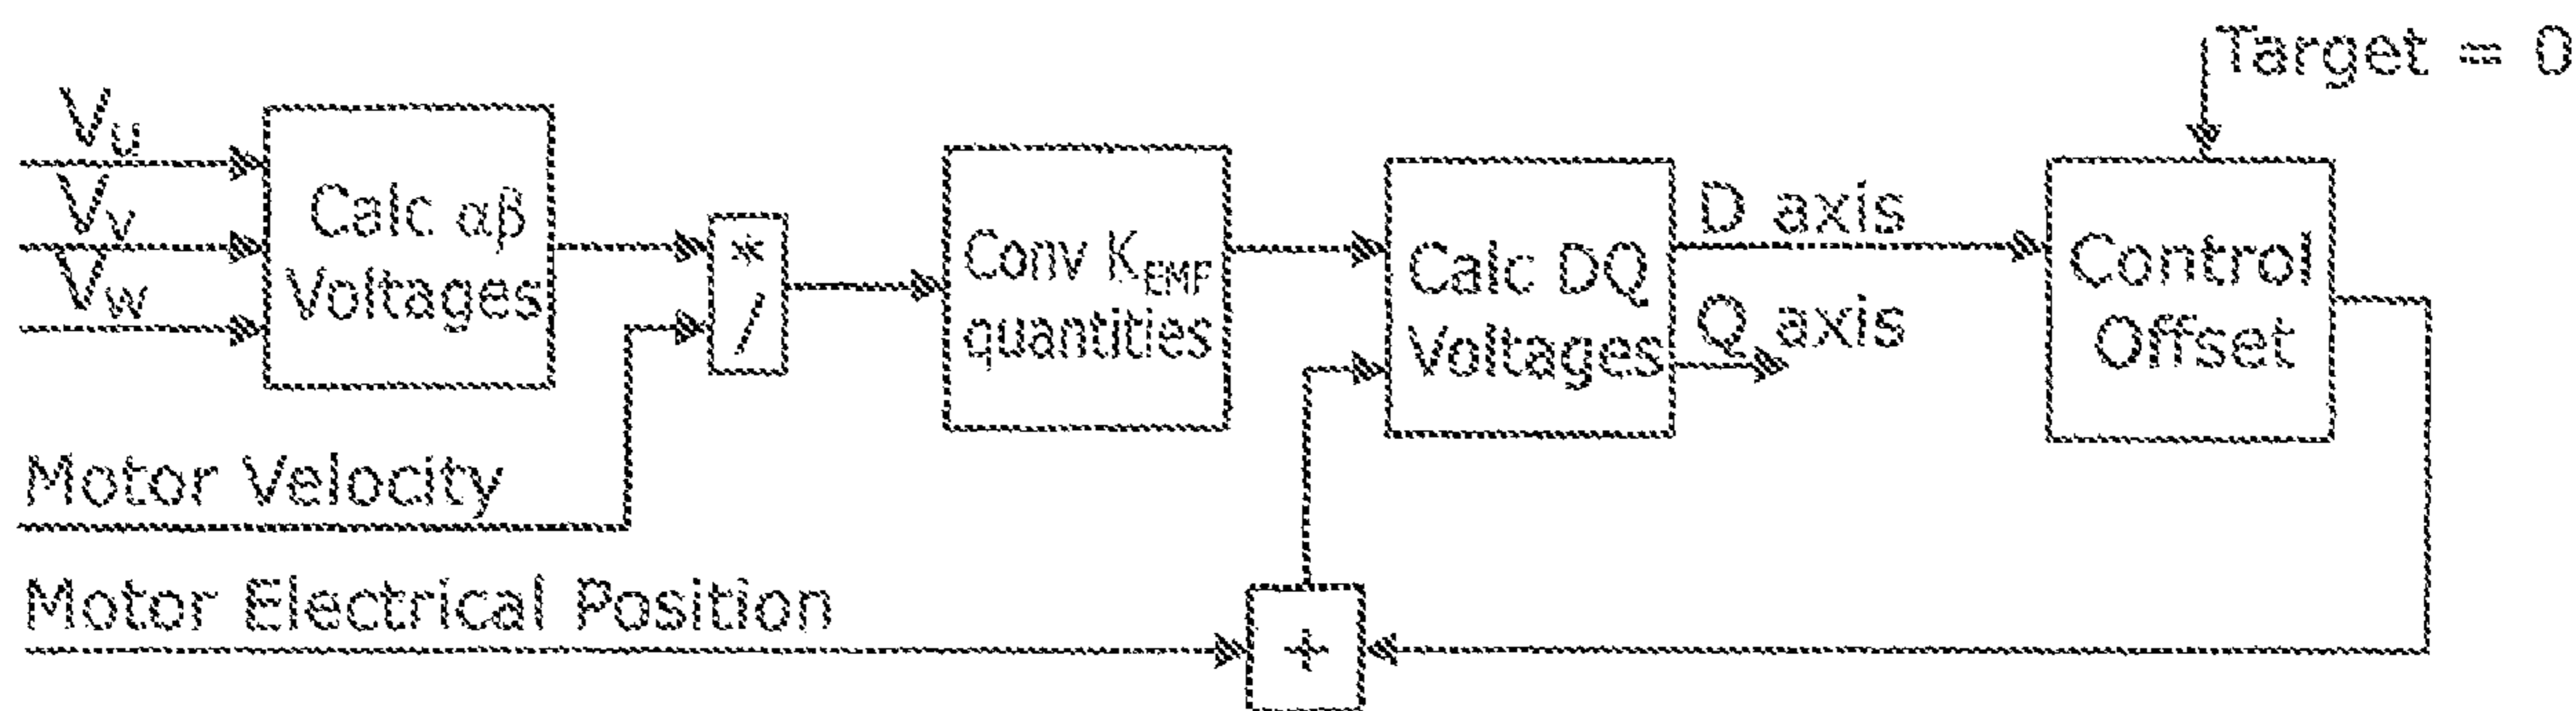 Target = 0
Vu
Vv
Vw
Calc αβ
Voltages
*
/
Conv KEMF
quantities
Calc DQ
Voltages
D axis
Q axis
Control
Offset
Motor Velocity
Motor Electrical Position
+